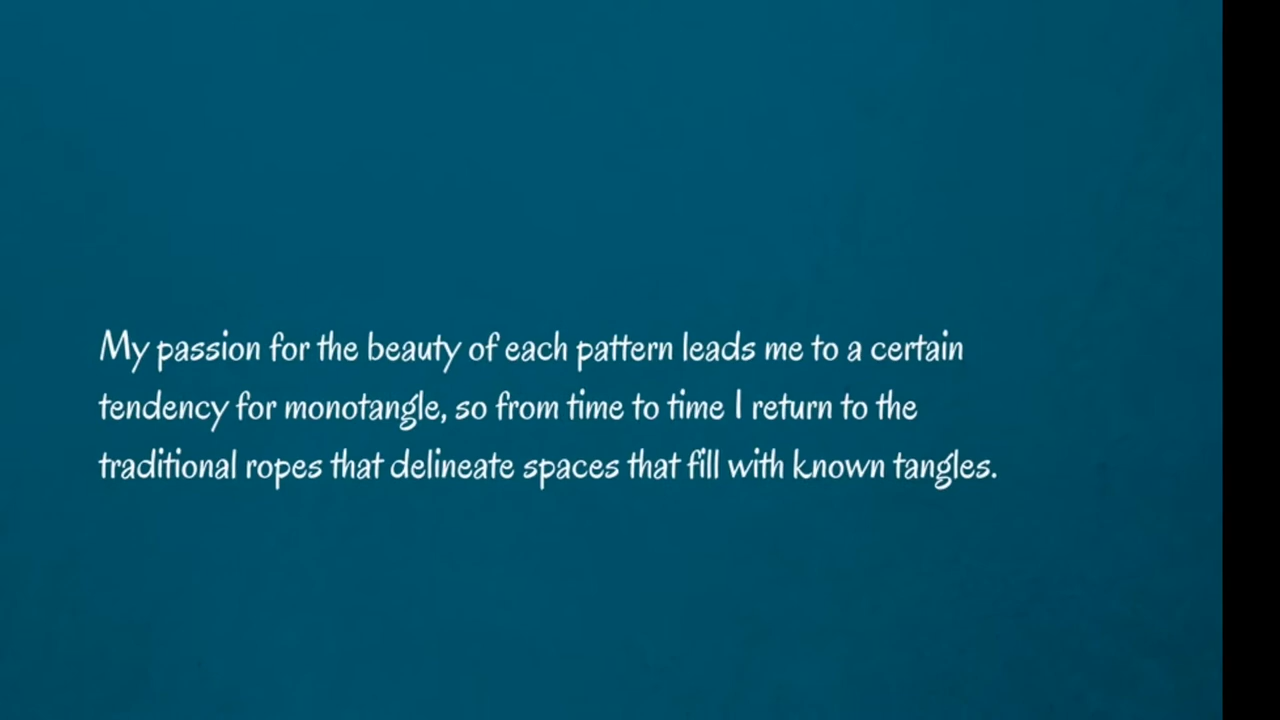 My passion for the beauty of each pattern leads me to a certain
tendency for monotangle, so from time to time I return to the
traditional ropes that delineate spaces that fill with known tangles.